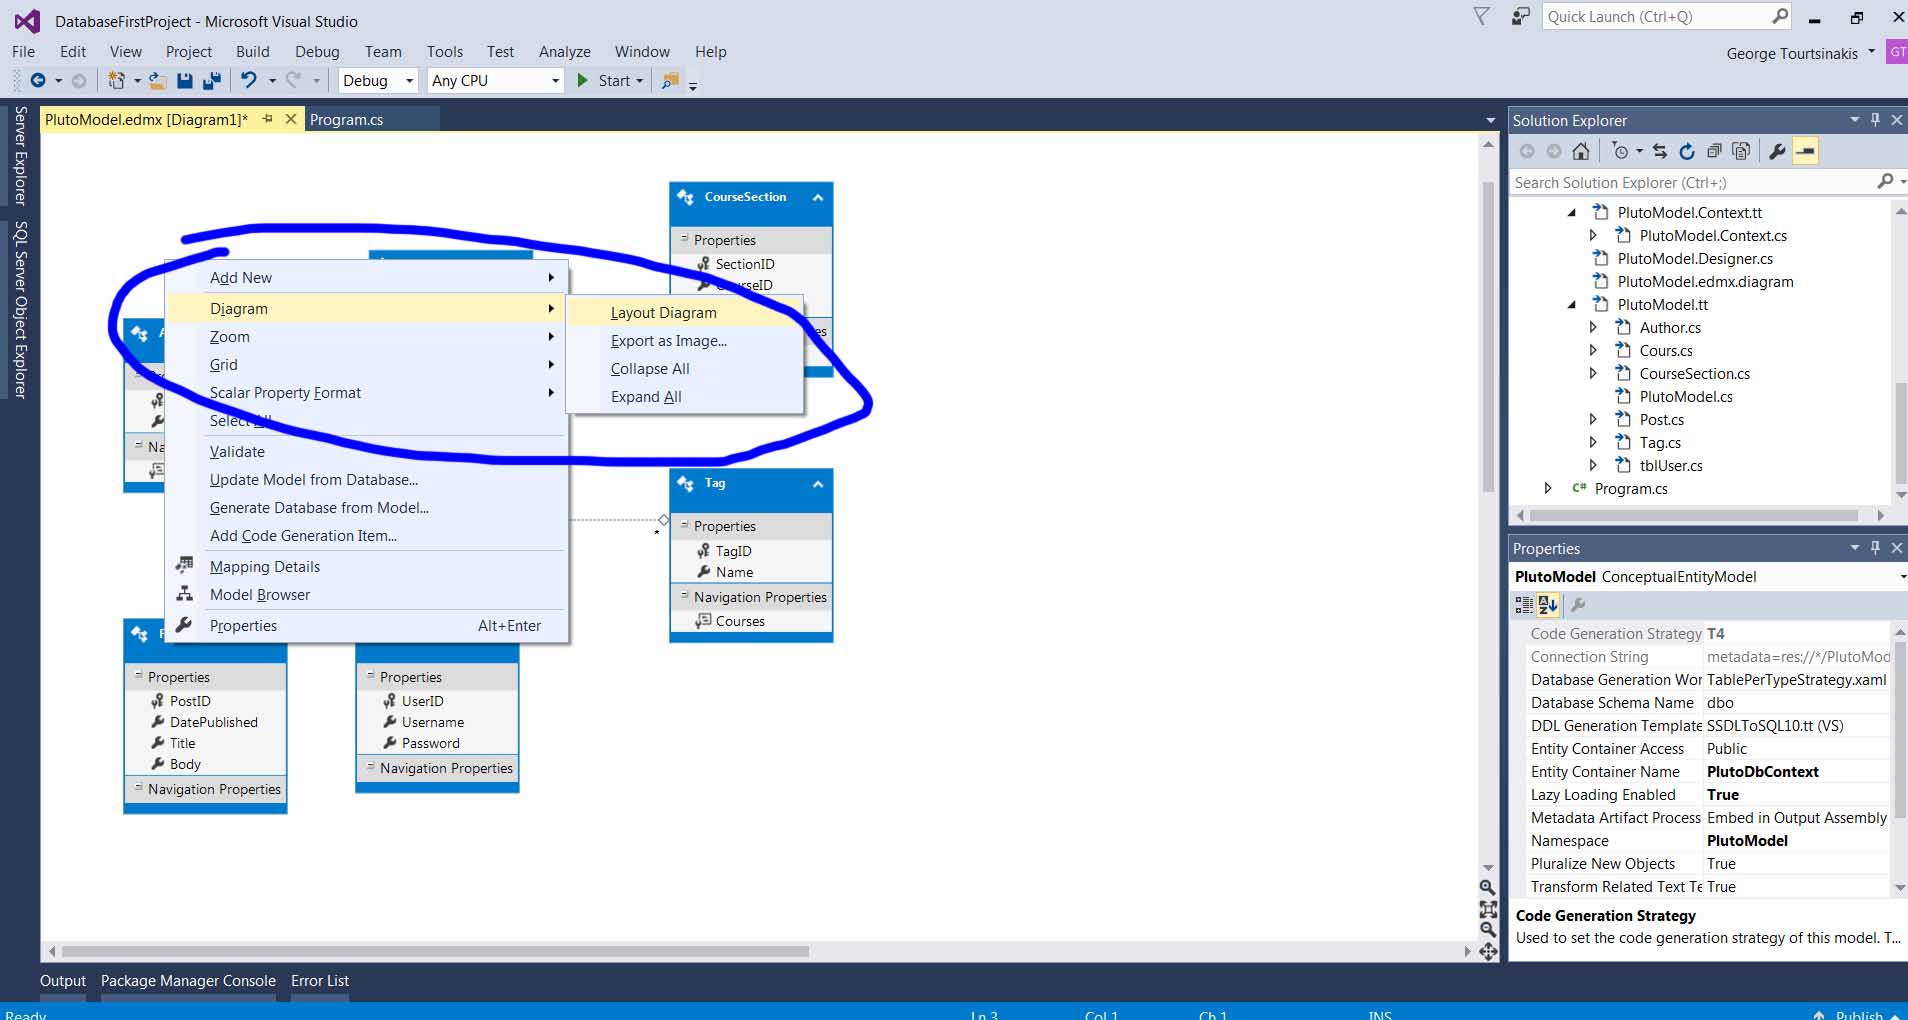 DatabaseFirstProject - Microsoft Visual Studio
Quick Launch (Ctrl+Q)
File Edit View Project Build Debug Team Tools Test Analyze Window Help
George Tourtsinakis
GT
Debug
Any CPU
Start
Server Explorer
SQL Server Object Explorer
PlutoModel.edmx [Diagram1]*
Program.cs
CourseSection
Properties
SectionID
CourseID
es
Add New
Diagram
Zoom
Grid
Scalar Property Format
Select All
Validate
Update Model from Database...
Generate Database from Model...
Add Code Generation Item...
Mapping Details
Model Browser
Properties Alt+Enter
Layout Diagram
Export as Image...
Collapse All
Expand All
A
Na
*
Tag
Properties
TagID
Name
Navigation Properties
Courses
Properties
PostID
DatePublished
Title
Body
Navigation Properties
Properties
UserID
Username
Password
Navigation Properties
Solution Explorer
Search Solution Explorer (Ctrl+;)
PlutoModel.Context.tt
PlutoModel.Context.cs
PlutoModel.Designer.cs
PlutoModel.edmx.diagram
PlutoModel.tt
Author.cs
Cours.cs
CourseSection.cs
PlutoModel.cs
Post.cs
Tag.cs
tblUser.cs
C# Program.cs
Properties
PlutoModel ConceptualEntityModel
Code Generation Strategy T4
Connection String metadata=res://*/PlutoMod
Database Generation Wor TablePerTypeStrategy.xaml
Database Schema Name dbo
DDL Generation Template SSDLToSQL10.tt (VS)
Entity Container Access Public
Entity Container Name PlutoDbContext
Lazy Loading Enabled True
Metadata Artifact Process Embed in Output Assembly
Namespace PlutoModel
Pluralize New Objects True
Transform Related Text Te True
Code Generation Strategy
Used to set the code generation strategy of this model. T...
Output Package Manager Console Error List
Ready Ln 3 Col 1 Ch 1 INS Publish